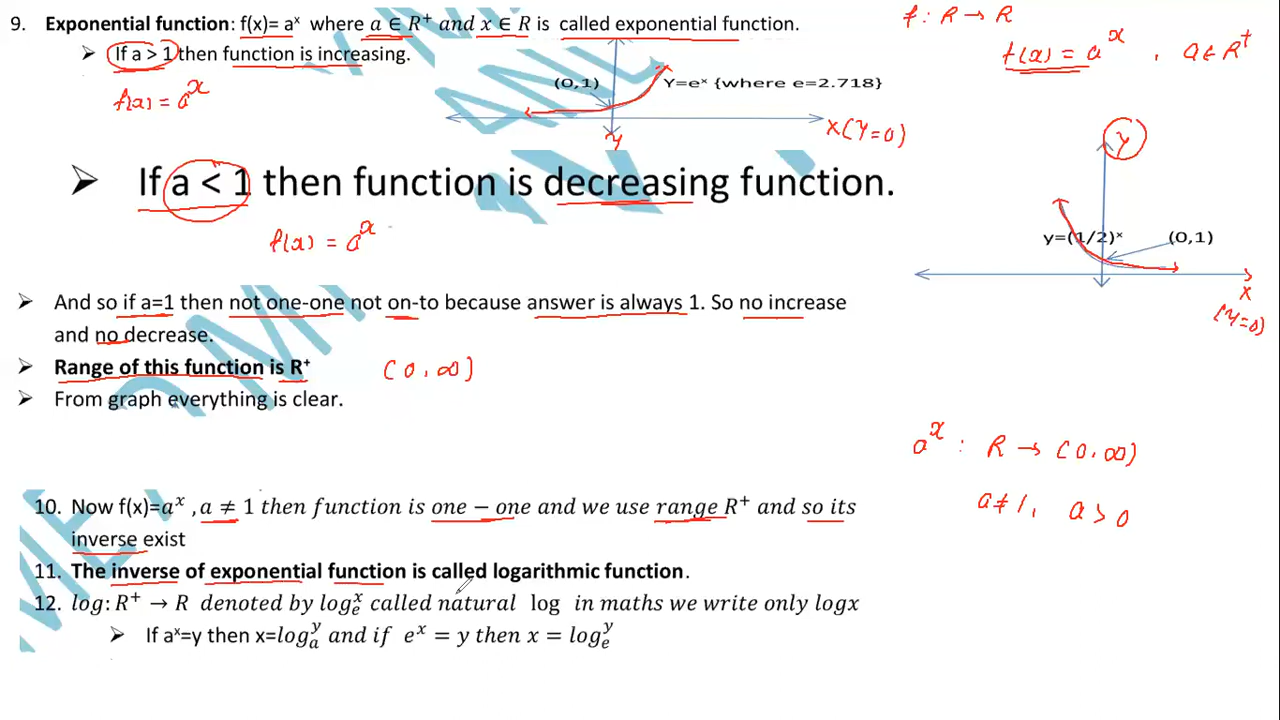 9. Exponential function: f(x)= aˣ where a ∈ R⁺ and x ∈ R is called exponential function.
f : R → R
➢ If a > 1 then function is increasing.
f(x) = aˣ , a ∈ R⁺
(0,1)
Y=eˣ {where e=2.718}
f(x) = aˣ
X (Y=0)
Y
Y
➢ If a < 1 then function is decreasing function.
f(x) = aˣ
y=(1/2)ˣ
(0,1)
X
(Y=0)
➢ And so if a=1 then not one-one not on-to because answer is always 1. So no increase
and no decrease.
➢ Range of this function is R⁺
(0, ∞)
➢ From graph everything is clear.
aˣ : R → (0, ∞)
a ≠ 1, a > 0
10. Now f(x)=aˣ , a ≠ 1 then function is one − one and we use range R⁺ and so its
inverse exist
11. The inverse of exponential function is called logarithmic function.
12. log: R⁺ → R denoted by logₑˣ called natural log in maths we write only logx
➢ If aˣ=y then x=logₐʸ and if eˣ = y then x = logₑʸ